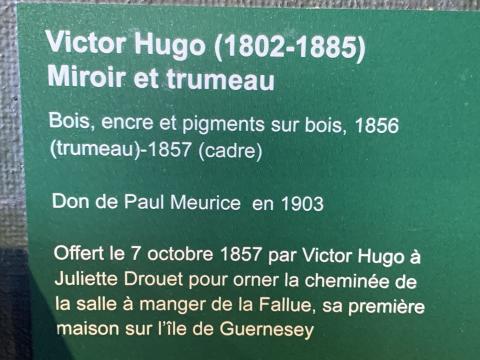 Victor Hugo (1802-1885)
Miroir et trumeau
Bois, encre et pigments sur bois, 1856
(trumeau)-1857 (cadre)
Don de Paul Meurice en 1903
Offert le 7 octobre 1857 par Victor Hugo à
Juliette Drouet pour orner la cheminée de
la salle à manger de la Fallue, sa première
maison sur l'île de Guernesey